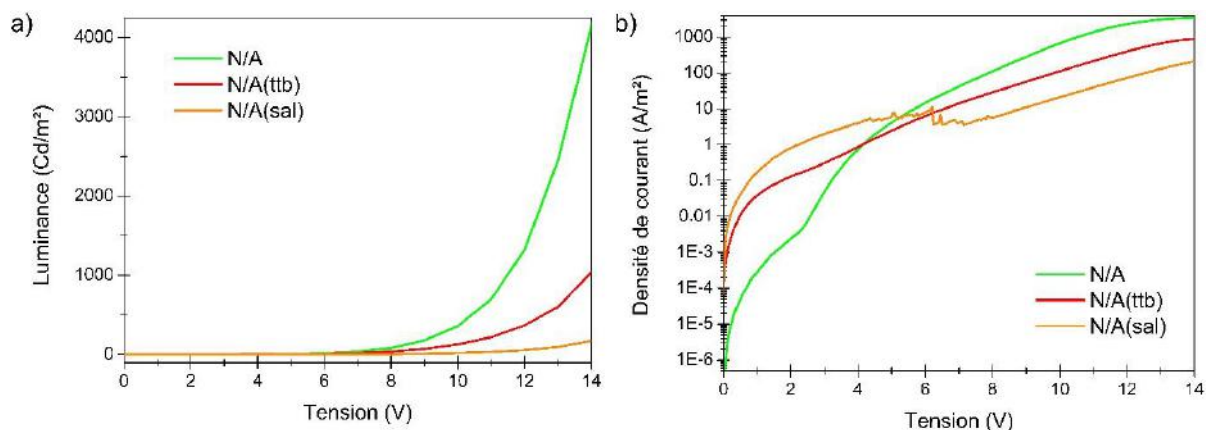 a)
Luminance (Cd/m²)
4000
3000
2000
1000
0
N/A
N/A(ttb)
N/A(sal)
0 2 4 6 8 10 12 14
Tension (V)
b)
Densité de courant (A/m²)
1000
100
10
1
0.1
0.01
1E-3
1E-4
1E-5
1E-6
N/A
N/A(ttb)
N/A(sal)
0 2 4 6 8 10 12 14
Tension (V)